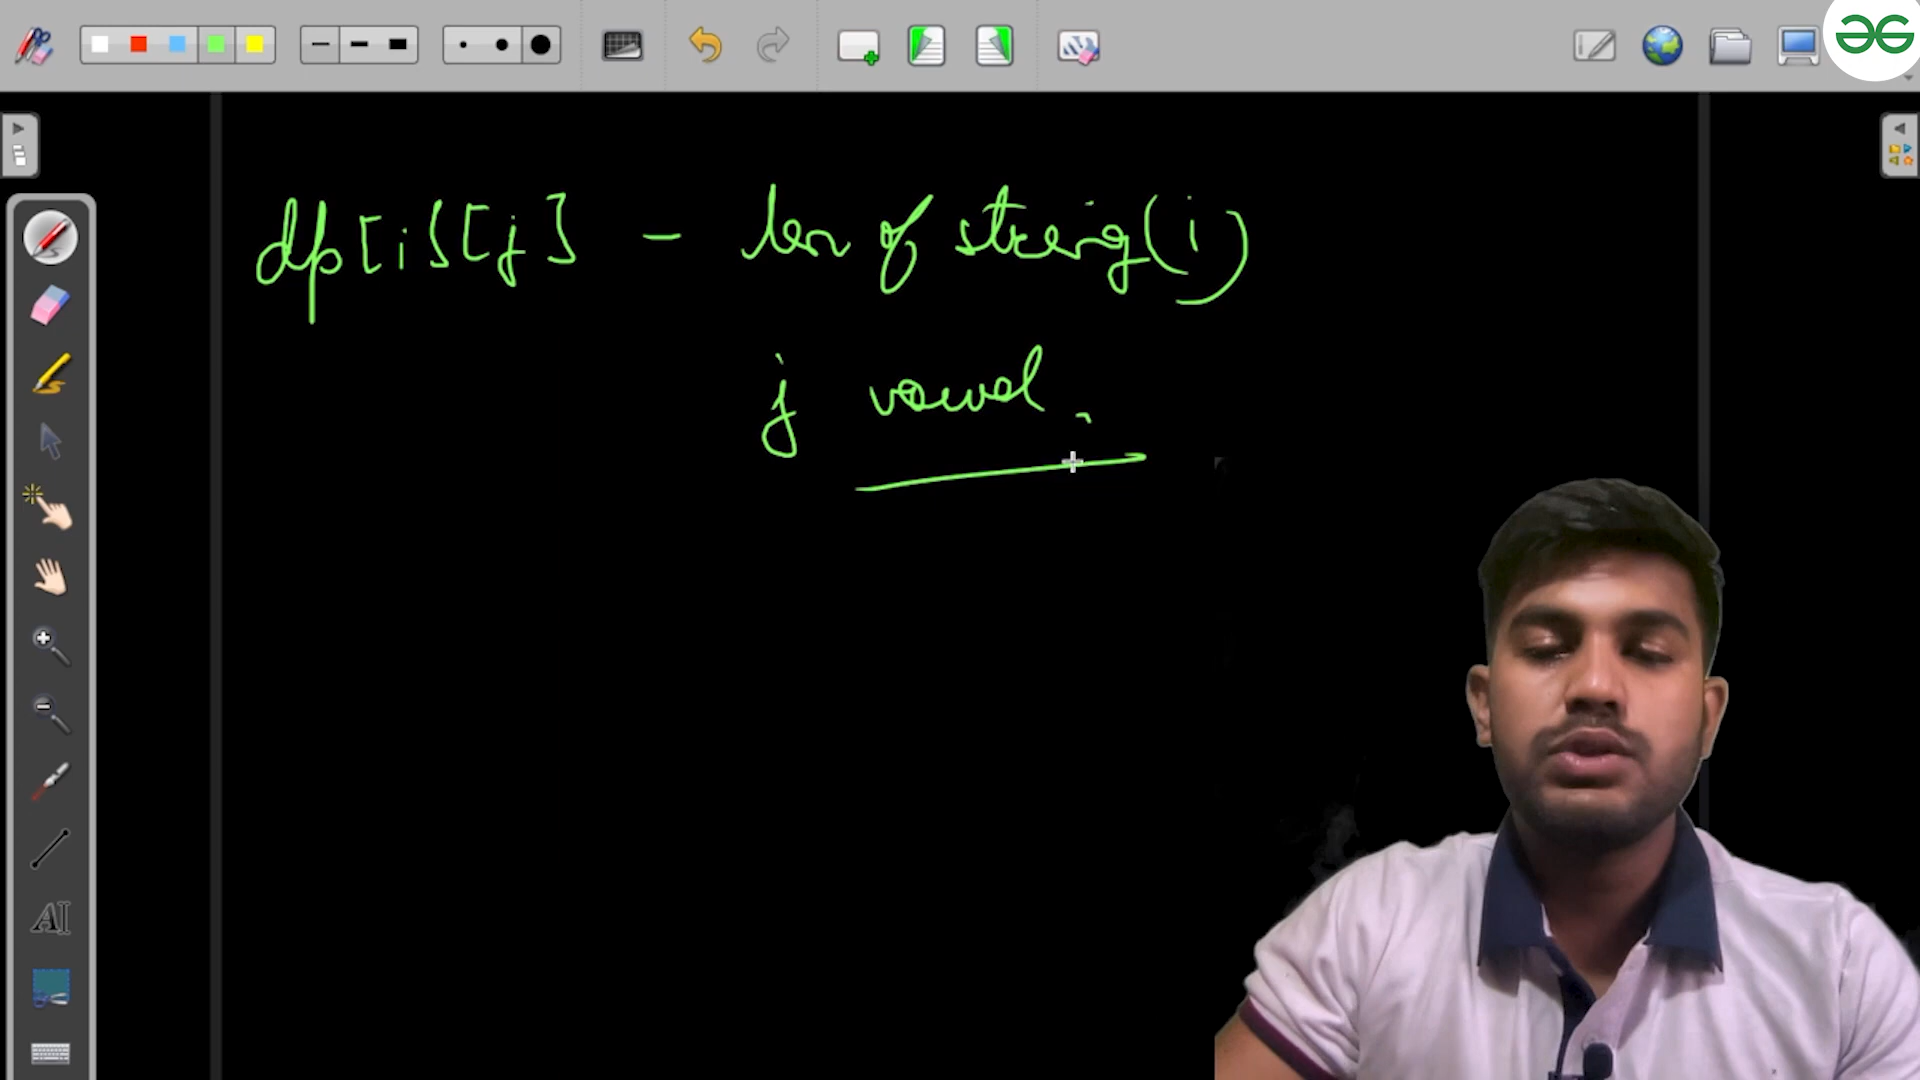 dp[i][j] - len of string(i)
j vowel.